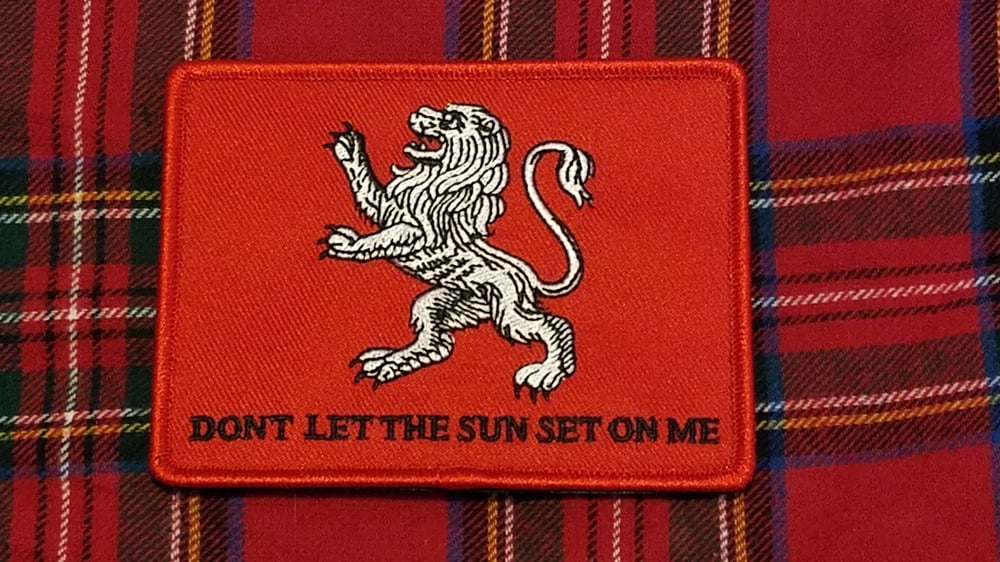 DONT LET THE SUN SET ON ME